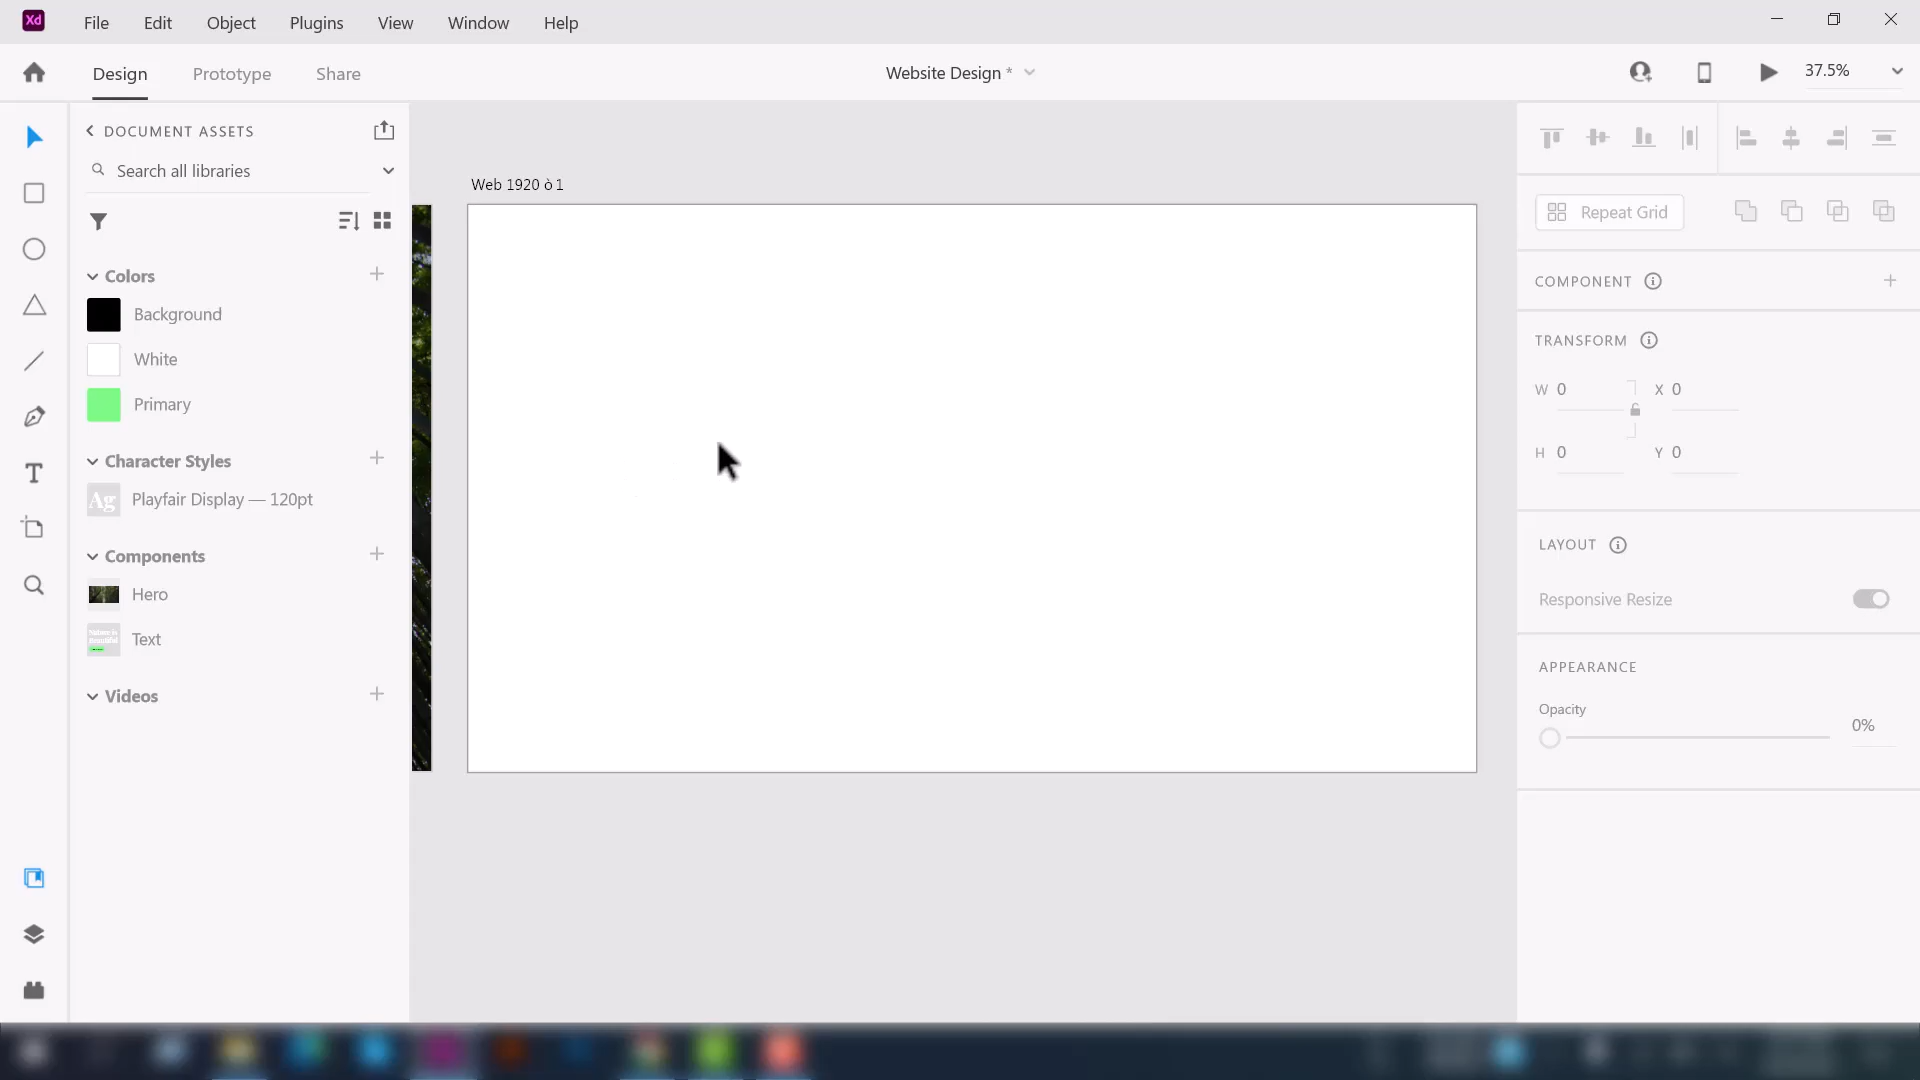 Xd File Edit Object Plugins View Window Help
Design Prototype Share Website Design * 37.5%
DOCUMENT ASSETS
Search all libraries
Colors
Background
White
Primary
Character Styles
Ag Playfair Display — 120pt
Components
Hero
Text
Videos
Web 1920 ò 1
Repeat Grid
COMPONENT
TRANSFORM
W 0 X 0
H 0 Y 0
LAYOUT
Responsive Resize
APPEARANCE
Opacity
0%